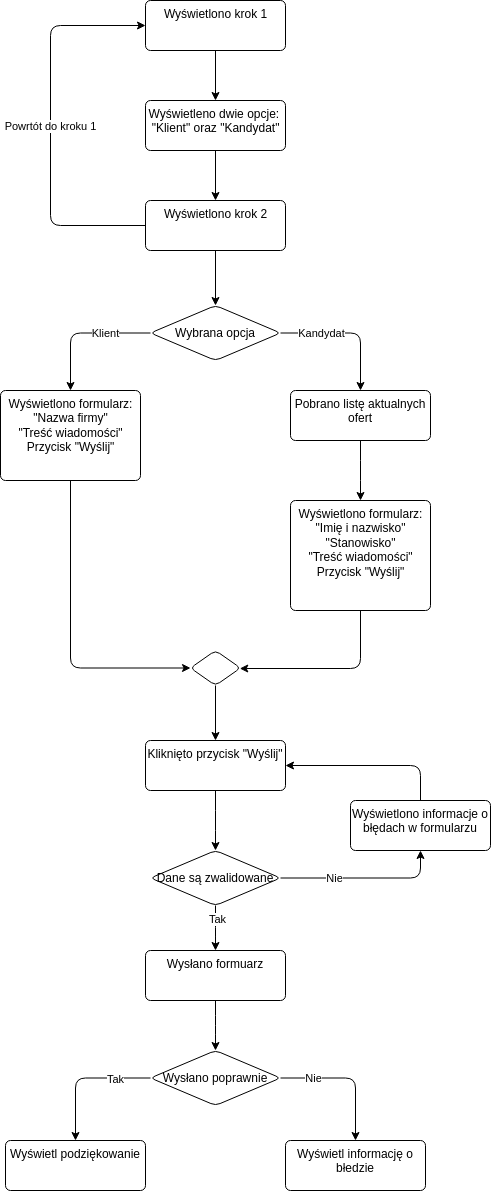 Wyświetlono krok 1
Powrtót do kroku 1
Wyświetleno dwie opcje:
"Klient" oraz "Kandydat"
Wyświetlono krok 2
Wybrana opcja
Klient
Kandydat
Wyświetlono formularz:
"Nazwa firmy"
"Treść wiadomości"
Przycisk "Wyślij"
Pobrano listę aktualnych
ofert
Wyświetlono formularz:
"Imię i nazwisko"
"Stanowisko"
"Treść wiadomości"
Przycisk "Wyślij"
Kliknięto przycisk "Wyślij"
Wyświetlono informacje o
błędach w formularzu
Dane są zwalidowane
Nie
Tak
Wysłano formuarz
Wysłano poprawnie
Tak
Nie
Wyświetl podziękowanie
Wyświetl informację o
błedzie